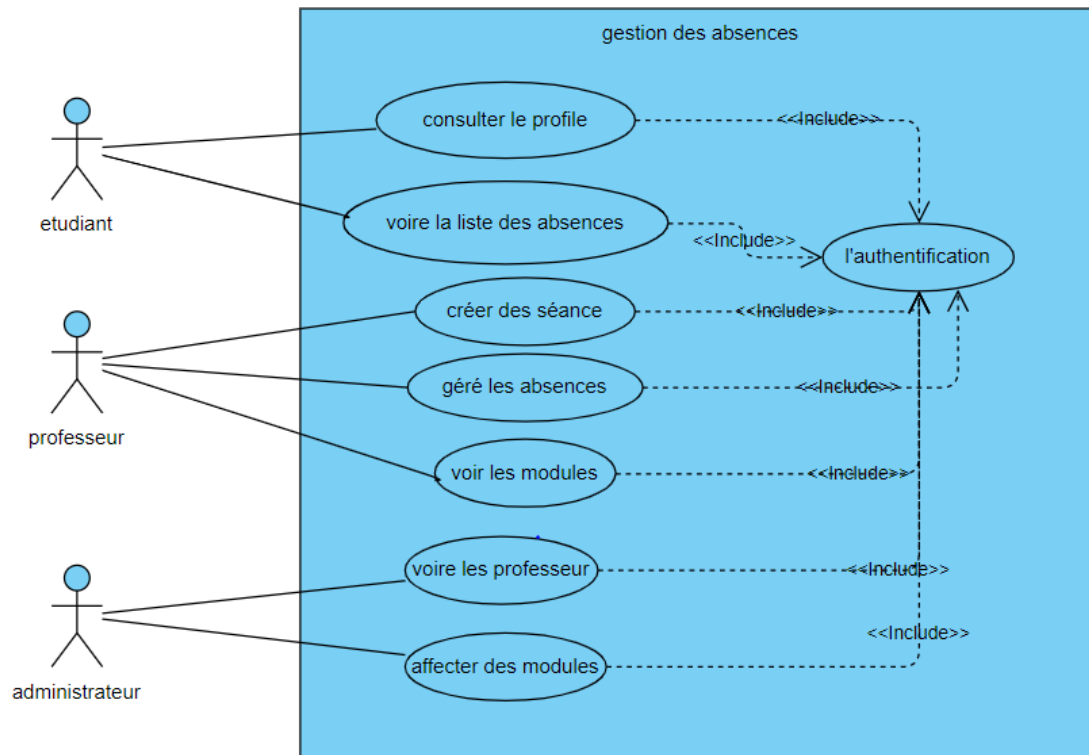 gestion des absences
consulter le profile
<<Include>>
etudiant
voire la liste des absences
<<Include>>
l'authentification
créer des séance
<<Include>>
géré les absences
<<Include>>
professeur
voir les modules
<<Include>>
voire les professeur
<<Include>>
<<Include>>
affecter des modules
administrateur